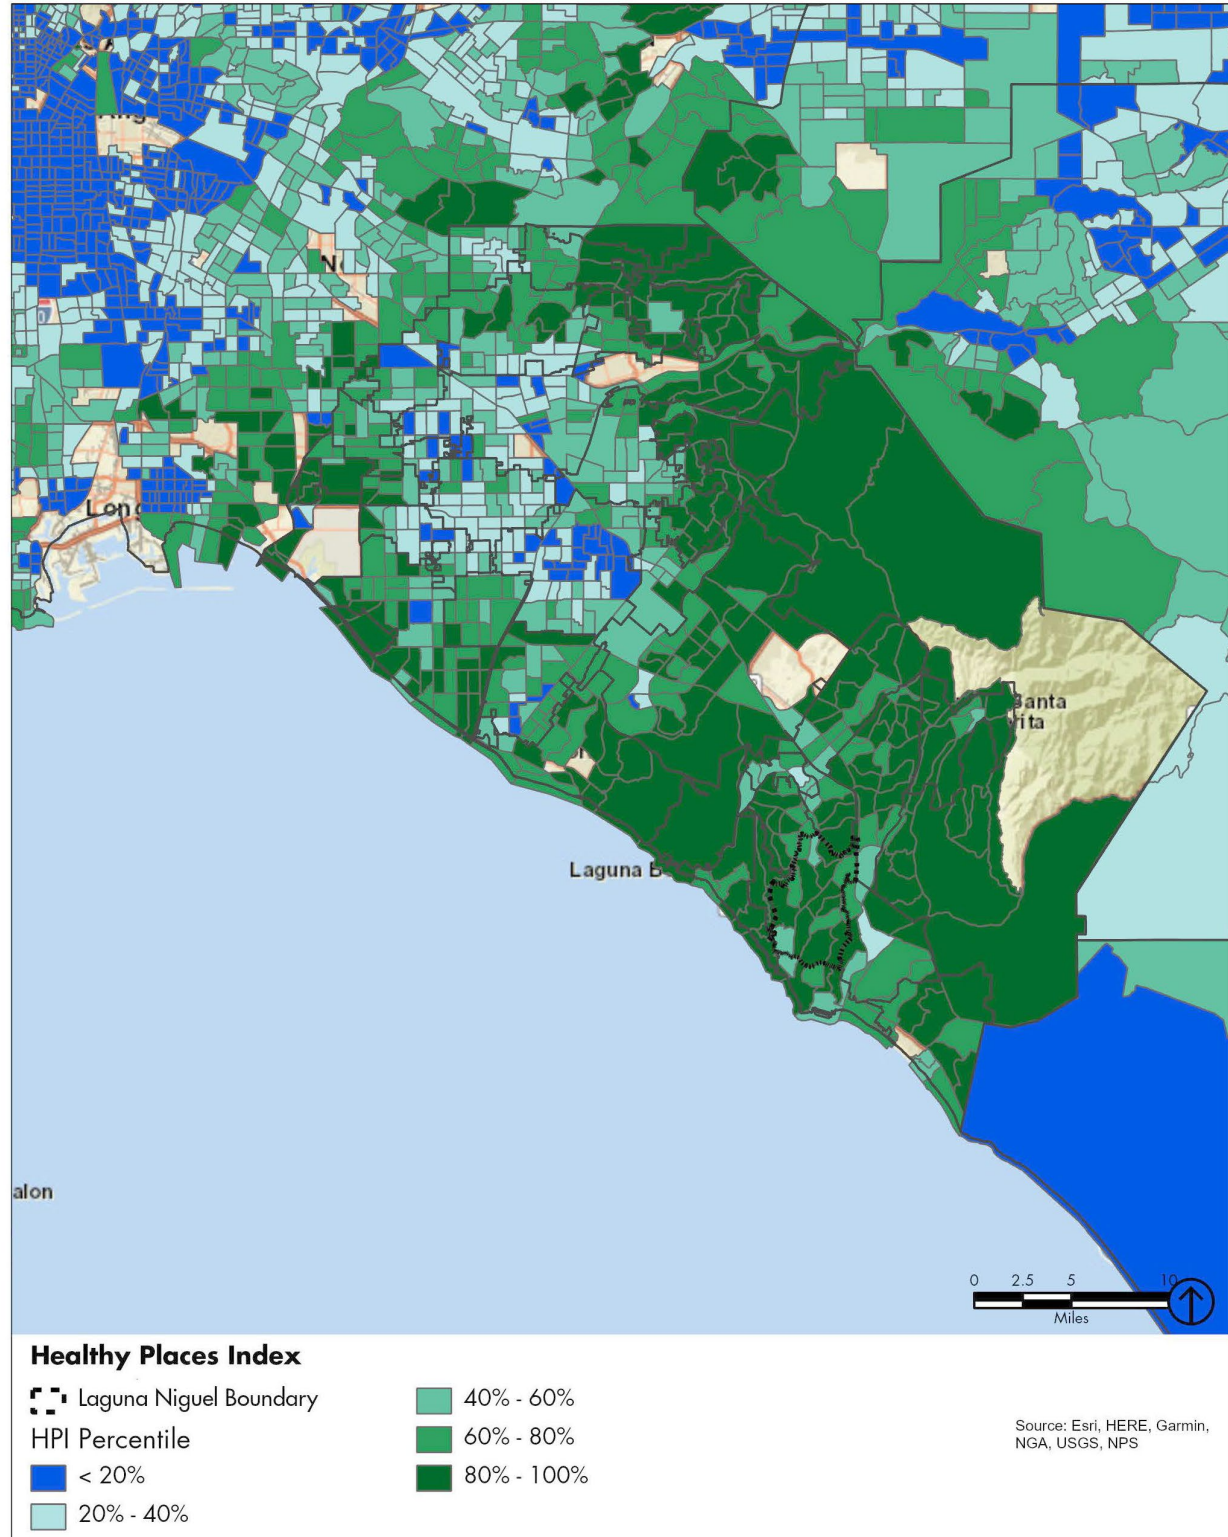 Long
Santa
Laguna B
alon
0 2.5 5 10
Miles
Healthy Places Index
Laguna Niguel Boundary
HPI Percentile
< 20%
20% - 40%
40% - 60%
60% - 80%
80% - 100%
Source: Esri, HERE, Garmin,
NGA, USGS, NPS